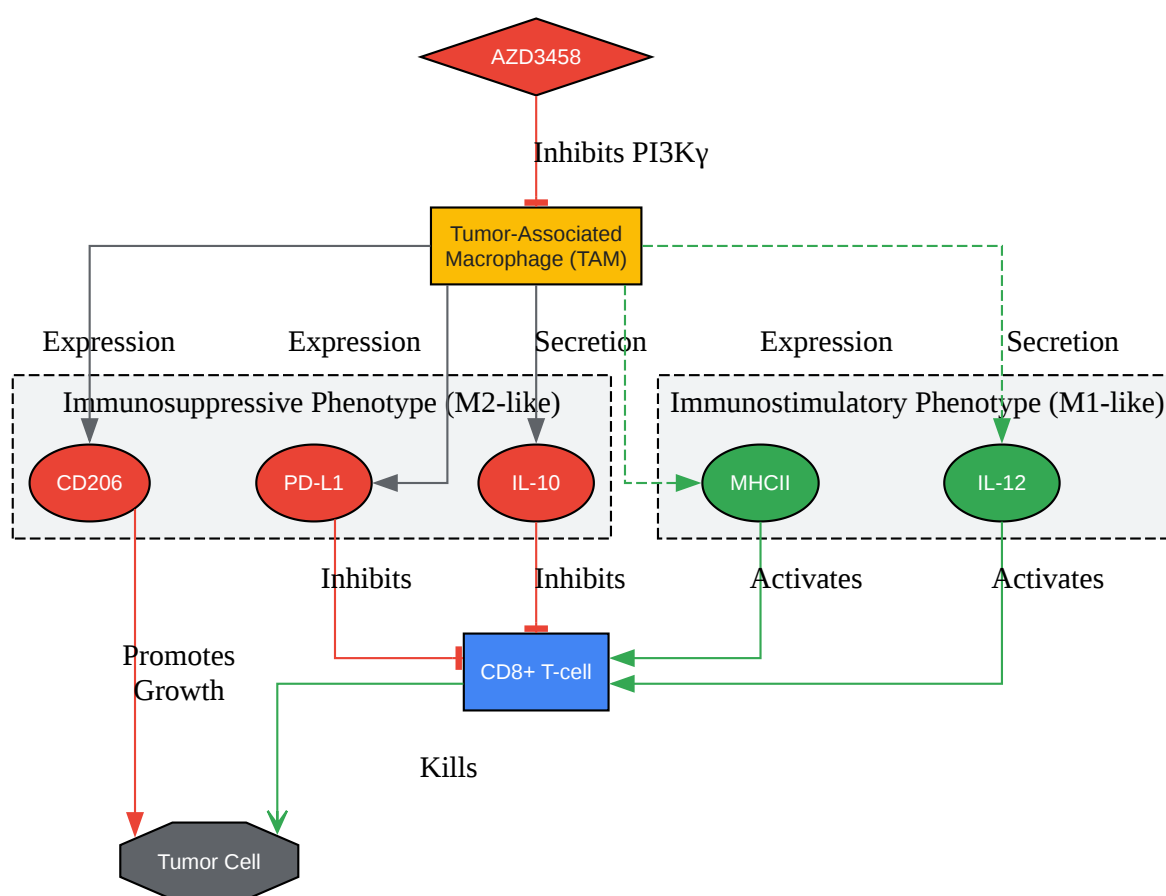 AZD3458
Inhibits PI3Kγ
Tumor-Associated
Macrophage (TAM)
Expression
Expression
Secretion
Expression
Secretion
Immunosuppressive Phenotype (M2-like)
Immunostimulatory Phenotype (M1-like)
CD206
PD-L1
IL-10
MHCII
IL-12
Inhibits
Inhibits
Activates
Activates
Promotes
Growth
CD8+ T-cell
Kills
Tumor Cell